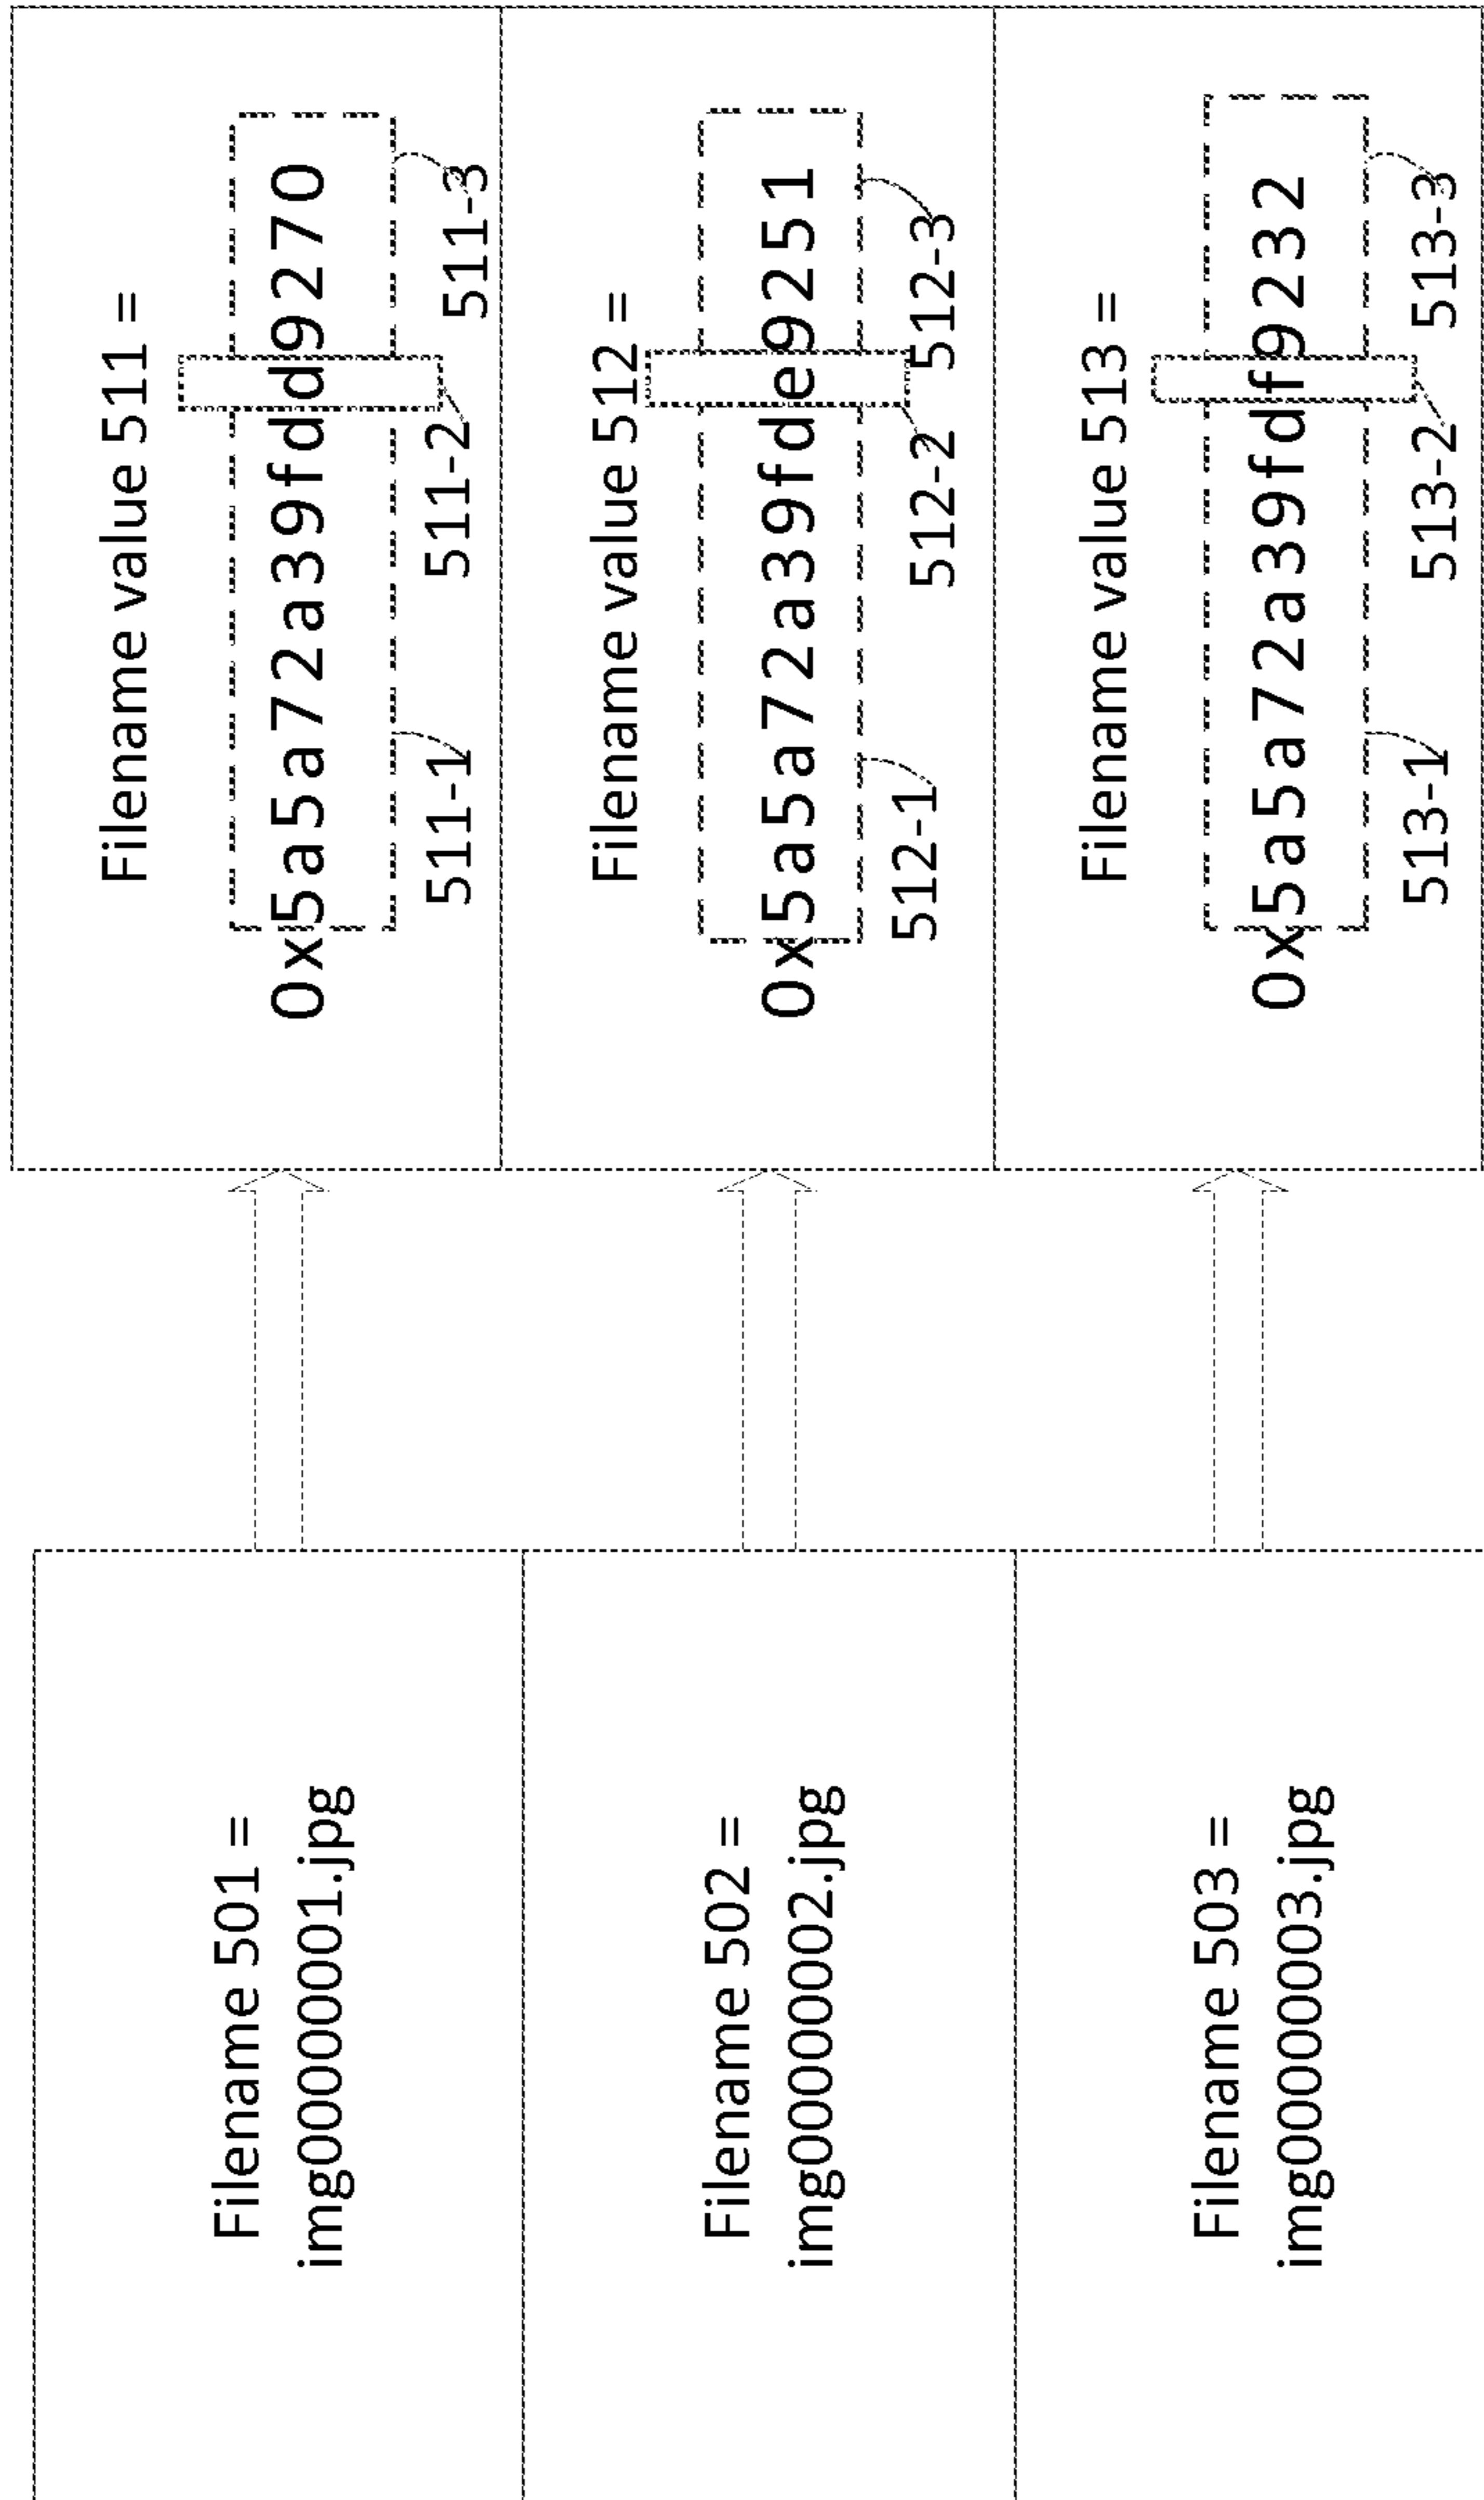 Filename 501 =
img00000001.jpg
Filename value 511 =
0x5a5a72a39fdd9270
511-1
511-2
511-3
Filename 502 =
img00000002.jpg
Filename value 512 =
0x5a5a72a39fde9251
512-1
512-2
512-3
Filename 503 =
img00000003.jpg
Filename value 513 =
0x5a5a72a39fdf9232
513-1
513-2
513-3